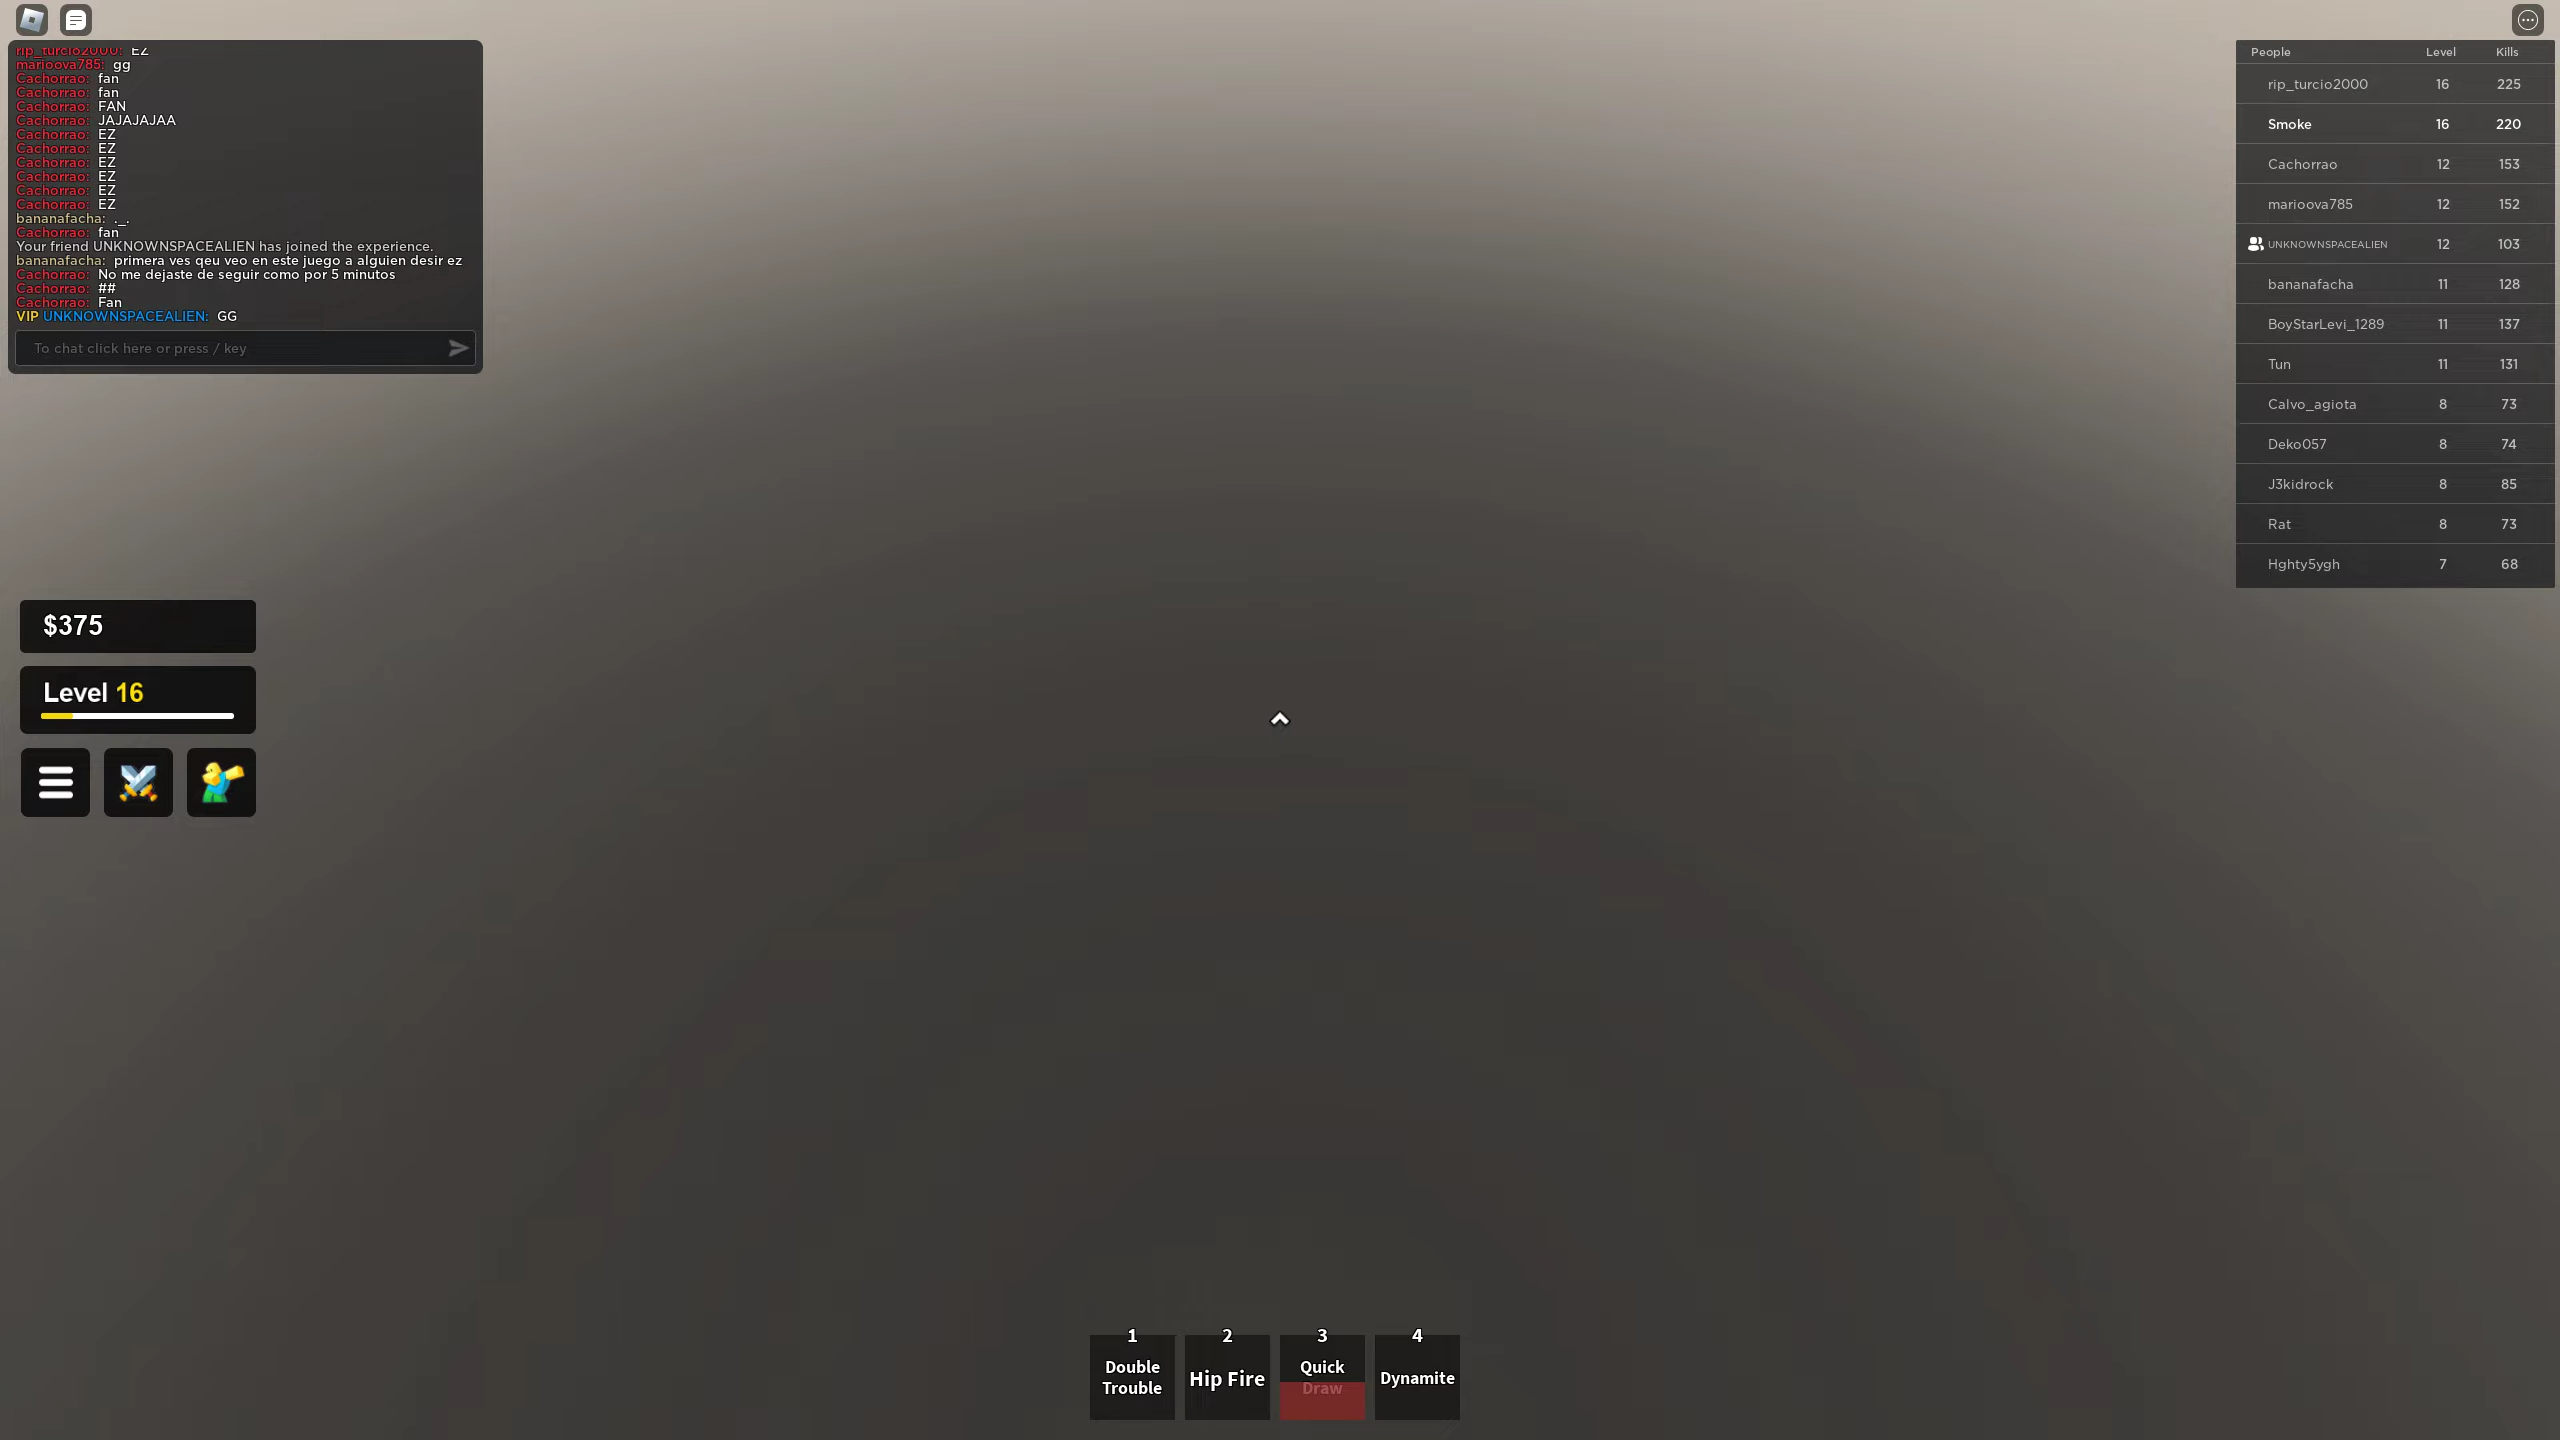 rip_turcio2000: EZ
marioova785: gg
Cachorrao: fan
Cachorrao: fan
Cachorrao: FAN
Cachorrao: JAJAJAJAA
Cachorrao: EZ
Cachorrao: EZ
Cachorrao: EZ
Cachorrao: EZ
Cachorrao: EZ
Cachorrao: EZ
bananafacha: ._.
Cachorrao: fan
Your friend UNKNOWNSPACEALIEN has joined the experience.
bananafacha: primera ves qeu veo en este juego a alguien desir ez
Cachorrao: No me dejaste de seguir como por 5 minutos
Cachorrao: ##
Cachorrao: Fan
VIP UNKNOWNSPACEALIEN: GG
To chat click here or press / key
People Level Kills
rip_turcio2000 16 225
Smoke 16 220
Cachorrao 12 153
marioova785 12 152
UNKNOWNSPACEALIEN 12 103
bananafacha 11 128
BoyStarLevi_1289 11 137
Tun 11 131
Calvo_agiota 8 73
Deko057 8 74
J3kidrock 8 85
Rat 8 73
Hghty5ygh 7 68
$375
Level 16
1 2 3 4
Double Trouble
Hip Fire
Quick Draw
Dynamite